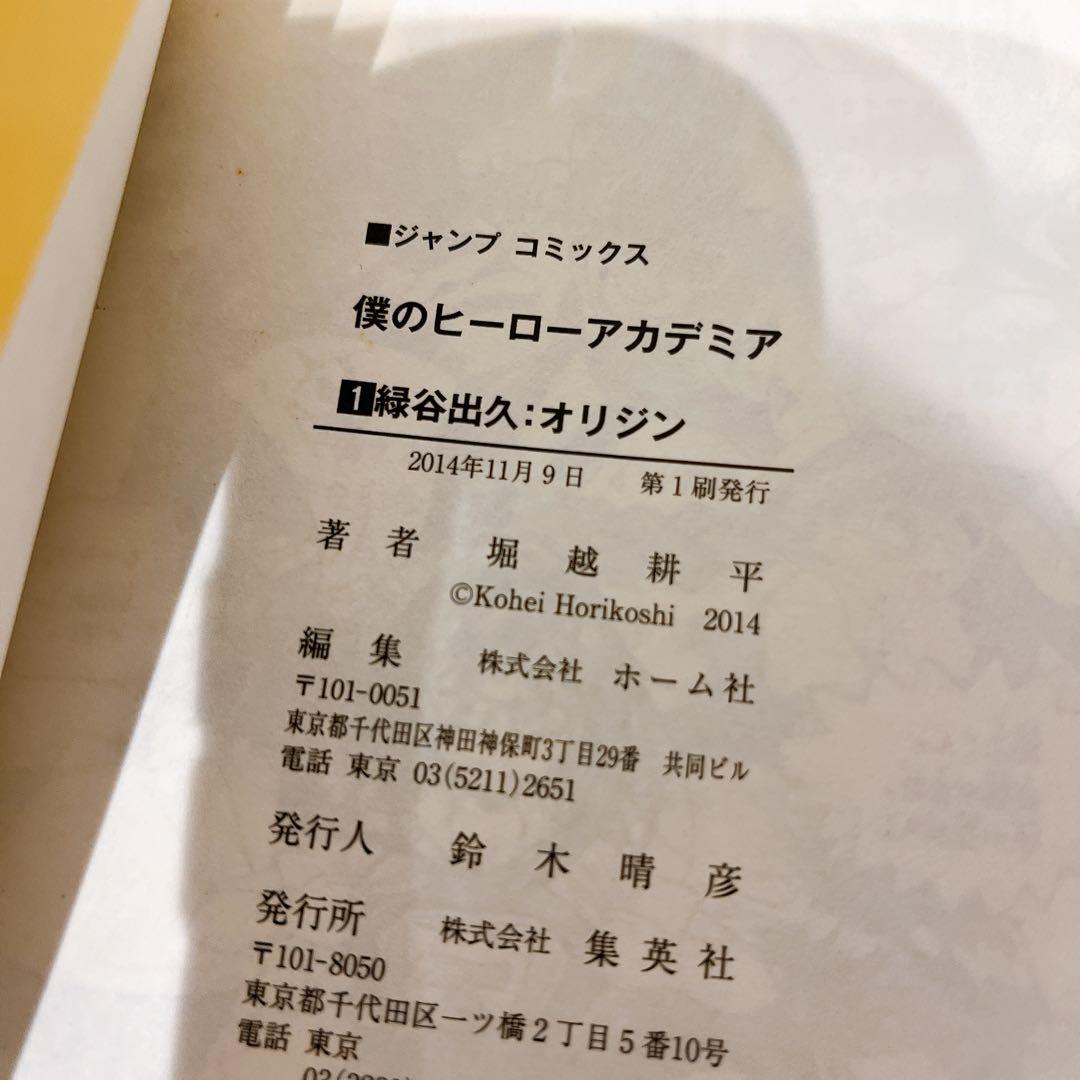 ■ジャンプ コミックス
僕のヒーローアカデミア
1緑谷出久:オリジン
2014年11月9日 第1刷発行
著者 堀越耕平
©Kohei Horikoshi 2014
編集 株式会社 ホーム社
〒101-0051
東京都千代田区神田神保町3丁目29番 共同ビル
電話 東京 03(5211)2651
発行人 鈴木晴彦
発行所 株式会社 集英社
〒101-8050
東京都千代田区一ツ橋2丁目5番10号
電話 東京